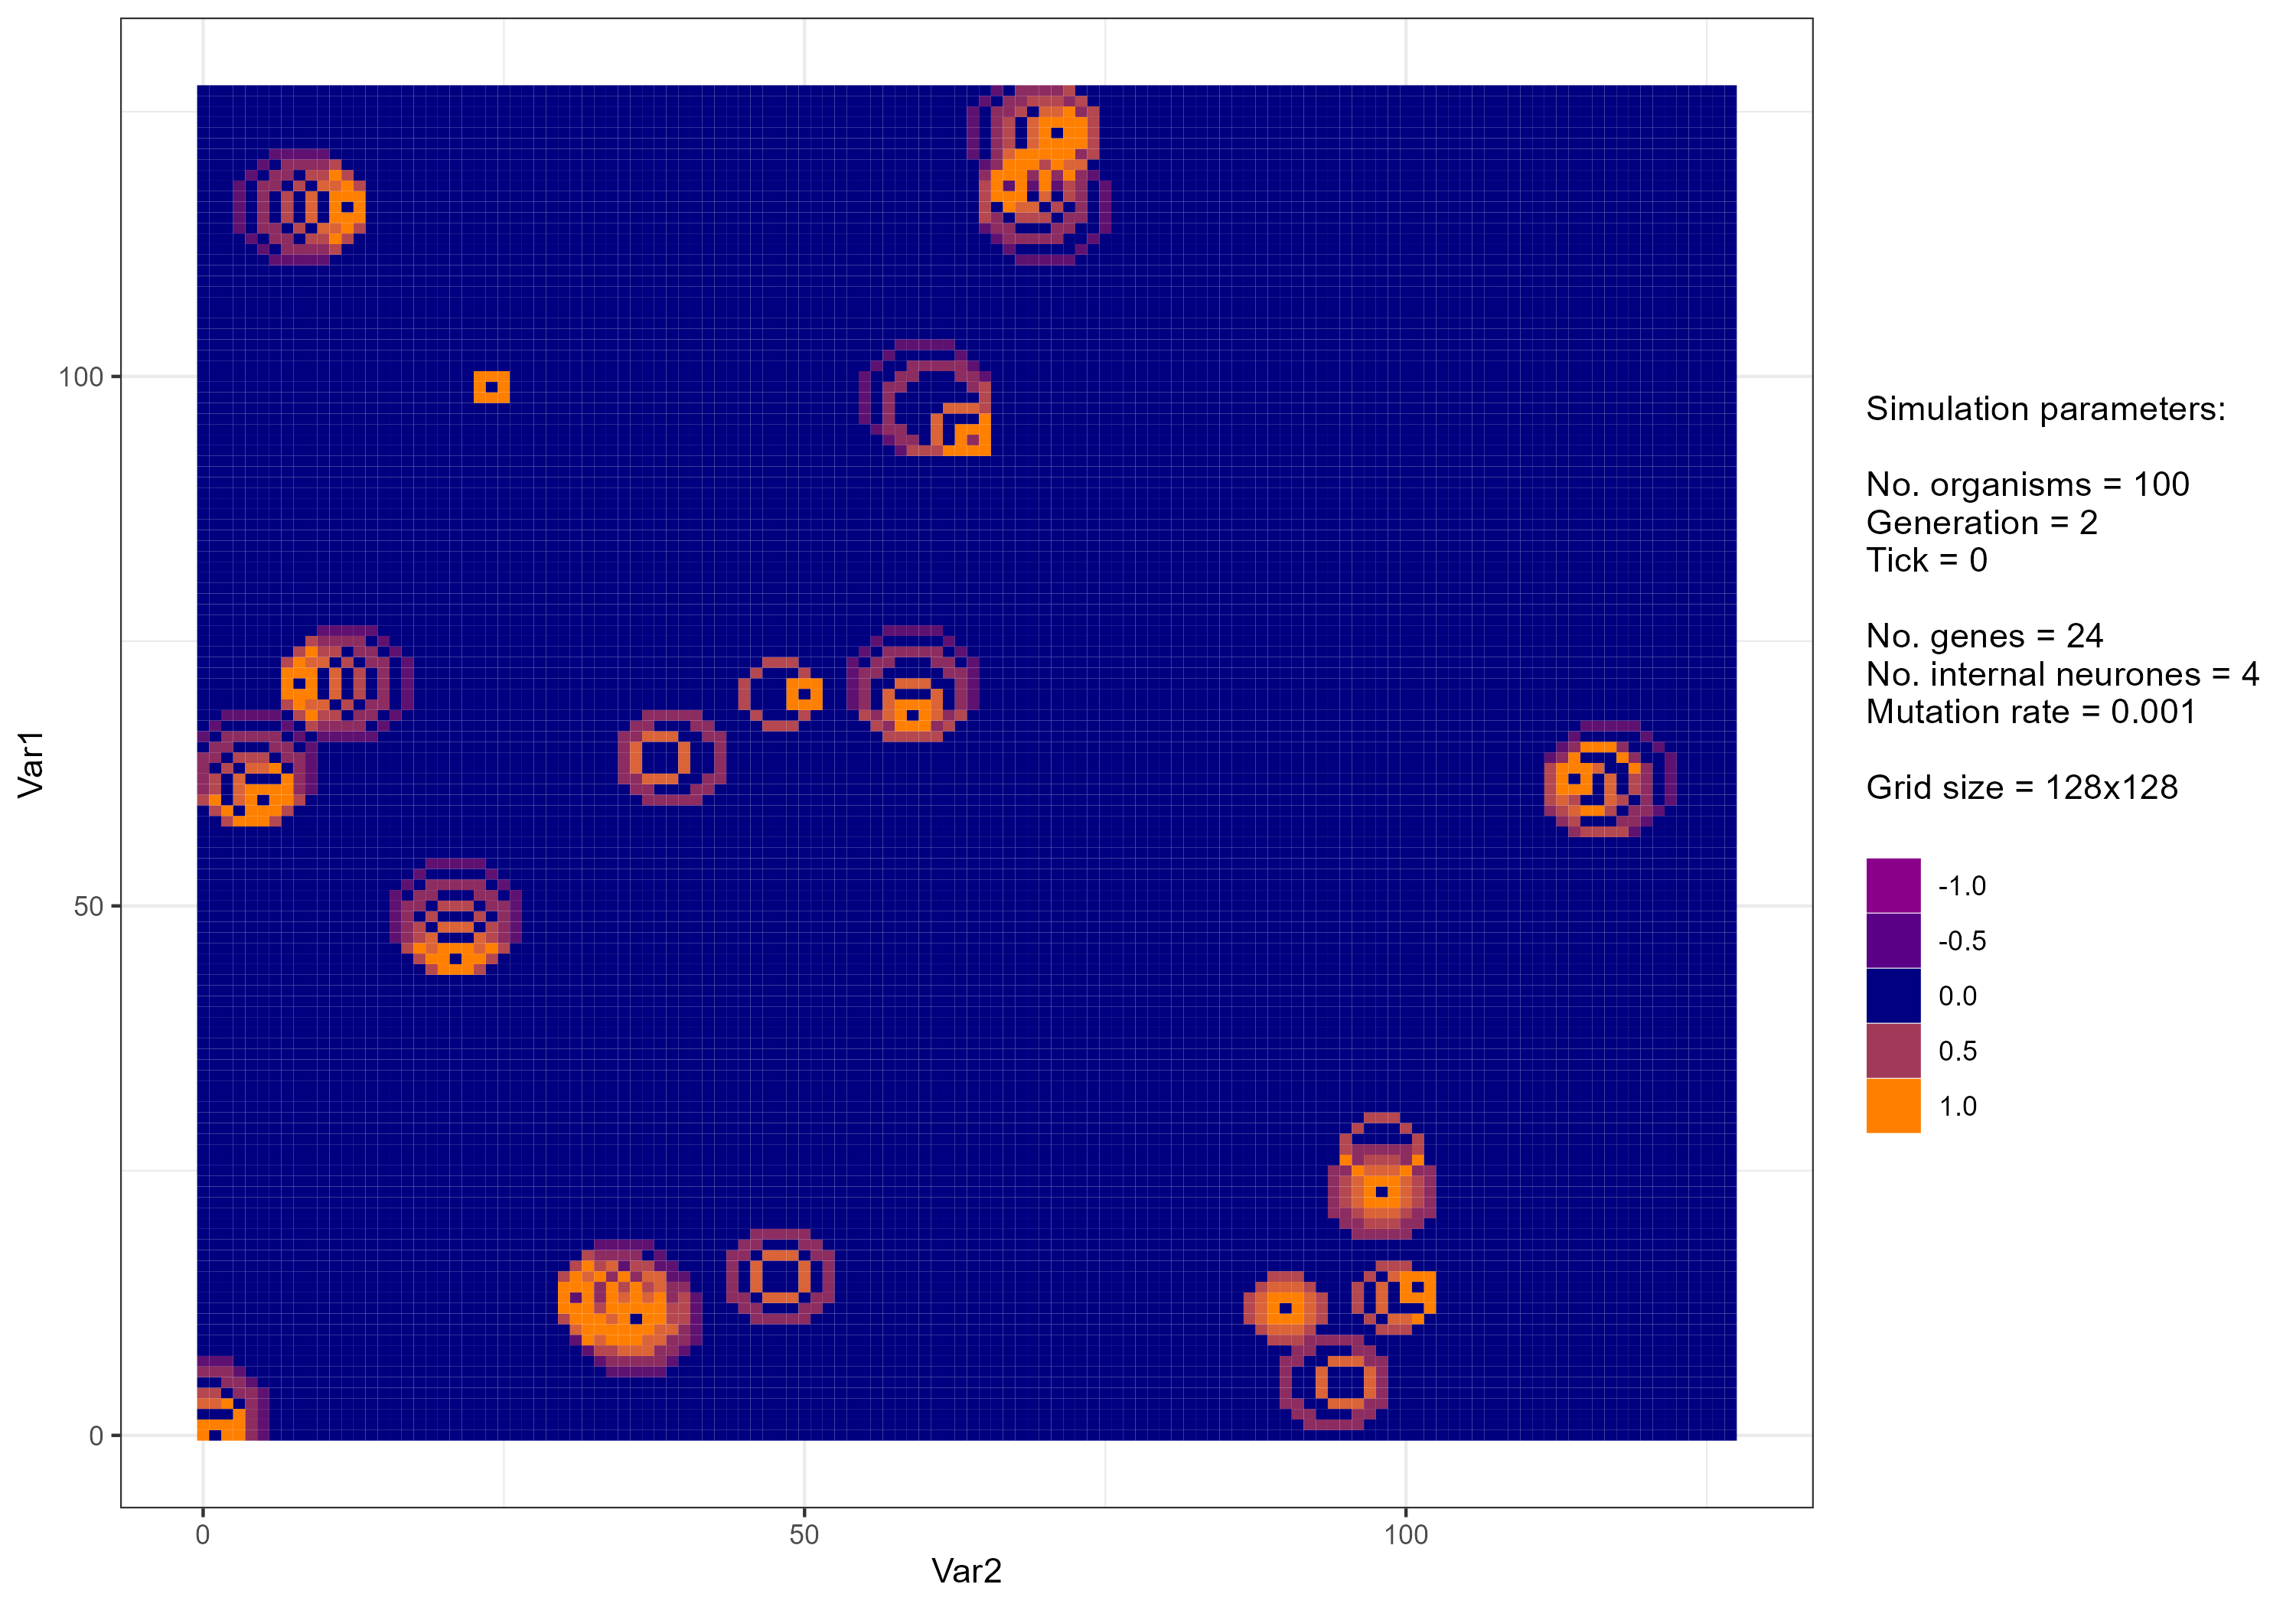 100
50
0
Var1
0
50
100
Var2
Simulation parameters:
No. organisms = 100
Generation = 2
Tick = 0
No. genes = 24
No. internal neurones = 4
Mutation rate = 0.001
Grid size = 128x128
-1.0
-0.5
0.0
0.5
1.0